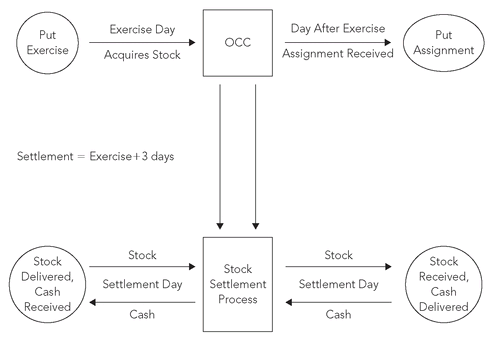 Put
Exercise
Exercise Day
Acquires Stock
OCC
Day After Exercise
Assignment Received
Put
Assignment
Settlement = Exercise+3 days
Stock
Delivered,
Cash
Received
Stock
Settlement Day
Cash
Stock
Settlement
Process
Stock
Settlement Day
Cash
Stock
Received,
Cash
Delivered